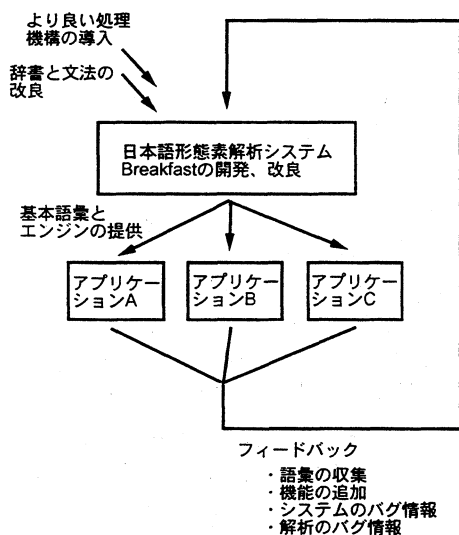 より良い処理
機構の導入
辞書と文法の
改良
日本語形態素解析システム
Breakfastの開発、改良
基本語彙と
エンジンの提供
アプリケー
ションA
アプリケー
ションB
アプリケー
ションC
フィードバック
・語彙の収集
・機能の追加
・システムのバグ情報
・解析のバグ情報